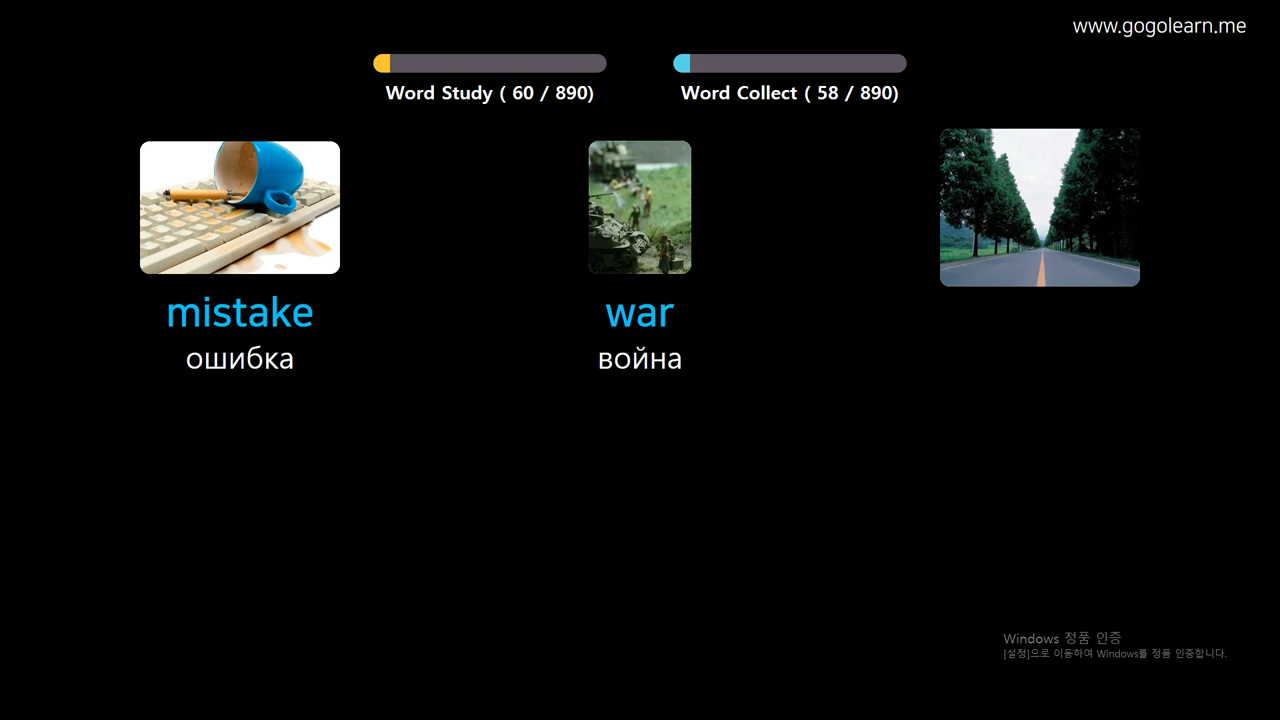 www.gogolearn.me
Word Study ( 60 / 890)
Word Collect ( 58 / 890)
mistake
ошибка
war
война
Windows 정품 인증
[설정]으로 이동하여 Windows를 정품 인증합니다.